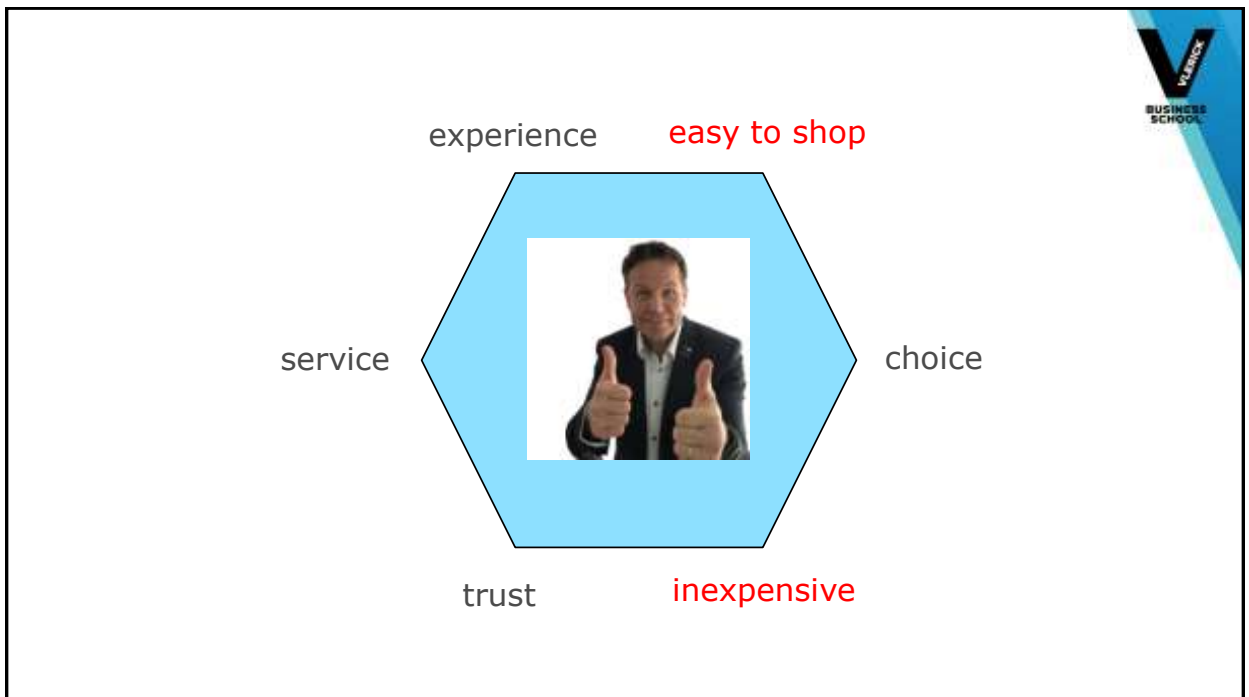 VLERICK
BUSINESS
SCHOOL
experience
easy to shop
service
choice
trust
inexpensive